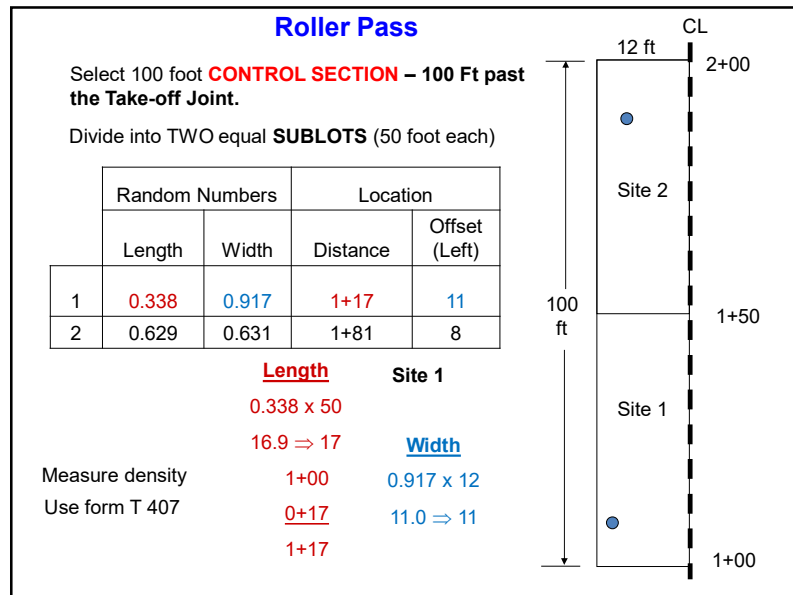 Roller Pass
Select 100 foot CONTROL SECTION – 100 Ft past
the Take-off Joint.
Divide into TWO equal SUBLOTS (50 foot each)
Random Numbers Location
Length Width Distance Offset
(Left)
1 0.338 0.917 1+17 11
2 0.629 0.631 1+81 8
Length
0.338 x 50
16.9 ⇒ 17
1+00
0+17
1+17
Site 1
Width
0.917 x 12
11.0 ⇒ 11
Measure density
Use form T 407
CL
12 ft
2+00
Site 2
100
ft
1+50
Site 1
1+00